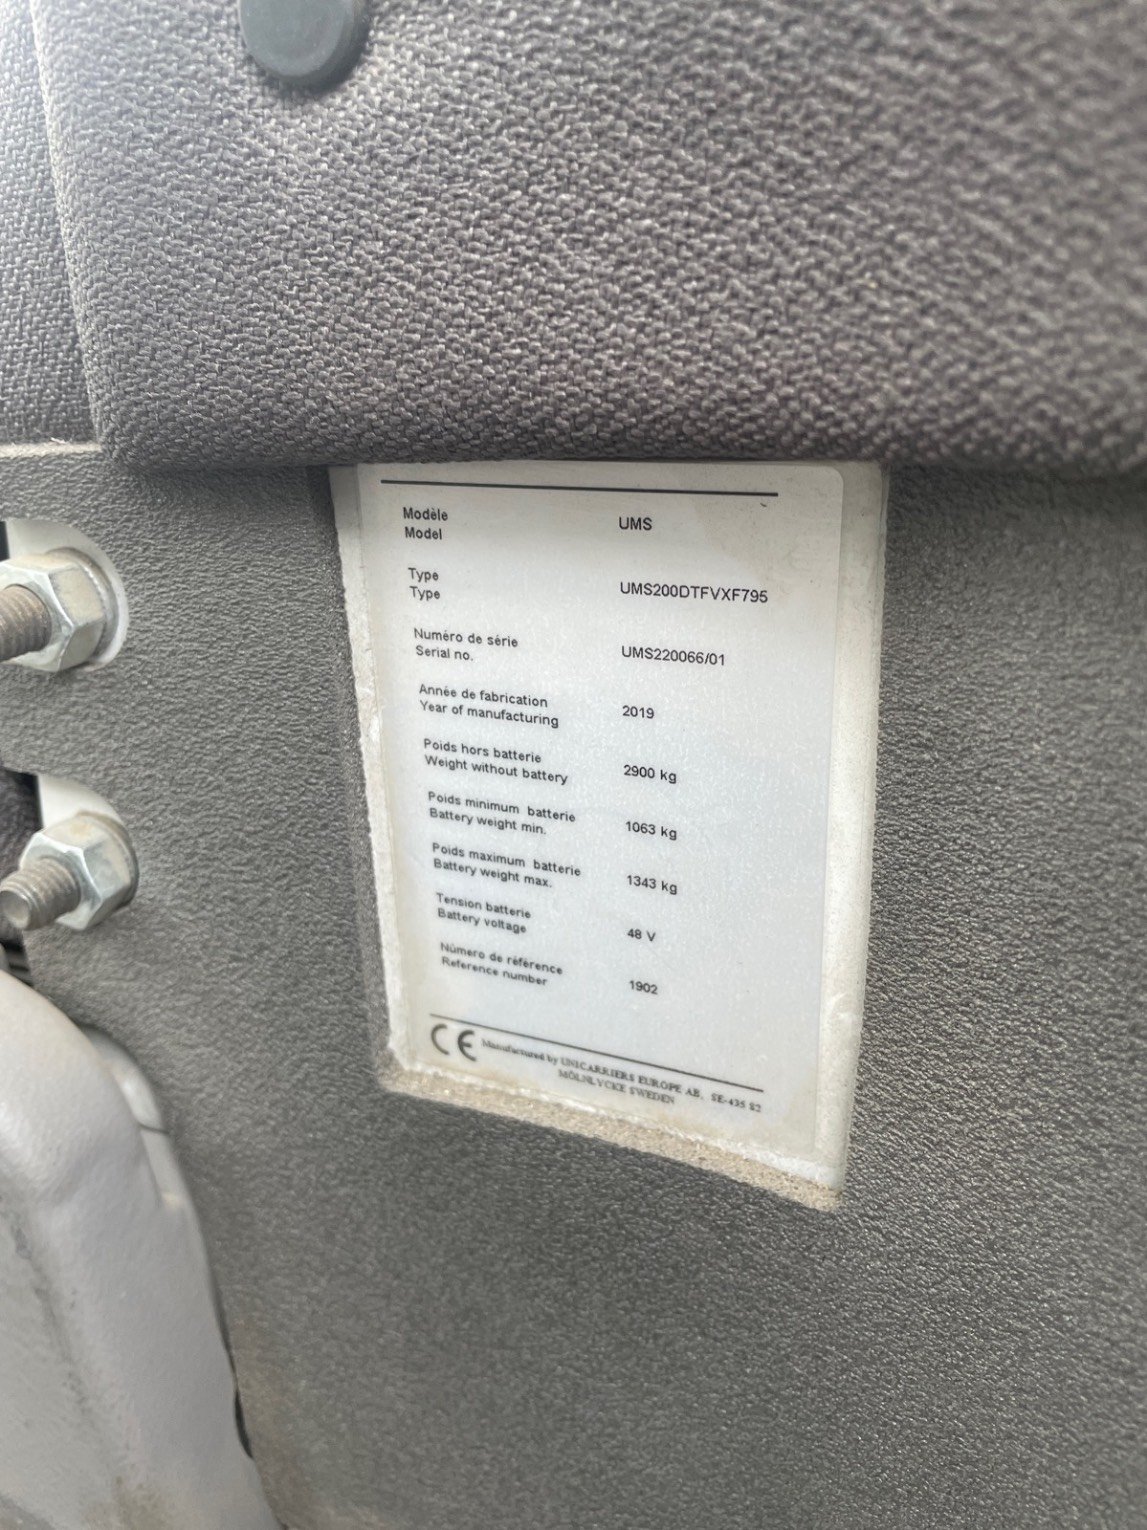 Modèle
Model
UMS
Type
Type
UMS200DTFVXF795
Numéro de série
Serial no.
UMS220066/01
Année de fabrication
Year of manufacturing
2019
Poids hors batterie
Weight without battery
2900 kg
Poids minimum batterie
Battery weight min.
1063 kg
Poids maximum batterie
Battery weight max.
1343 kg
Tension batterie
Battery voltage
48 V
Número de référence
Reference number
1902
CE Manufactured by UNICARRIERS EUROPE AB, SE-435 82
MÖLNLYCKE SWEDEN